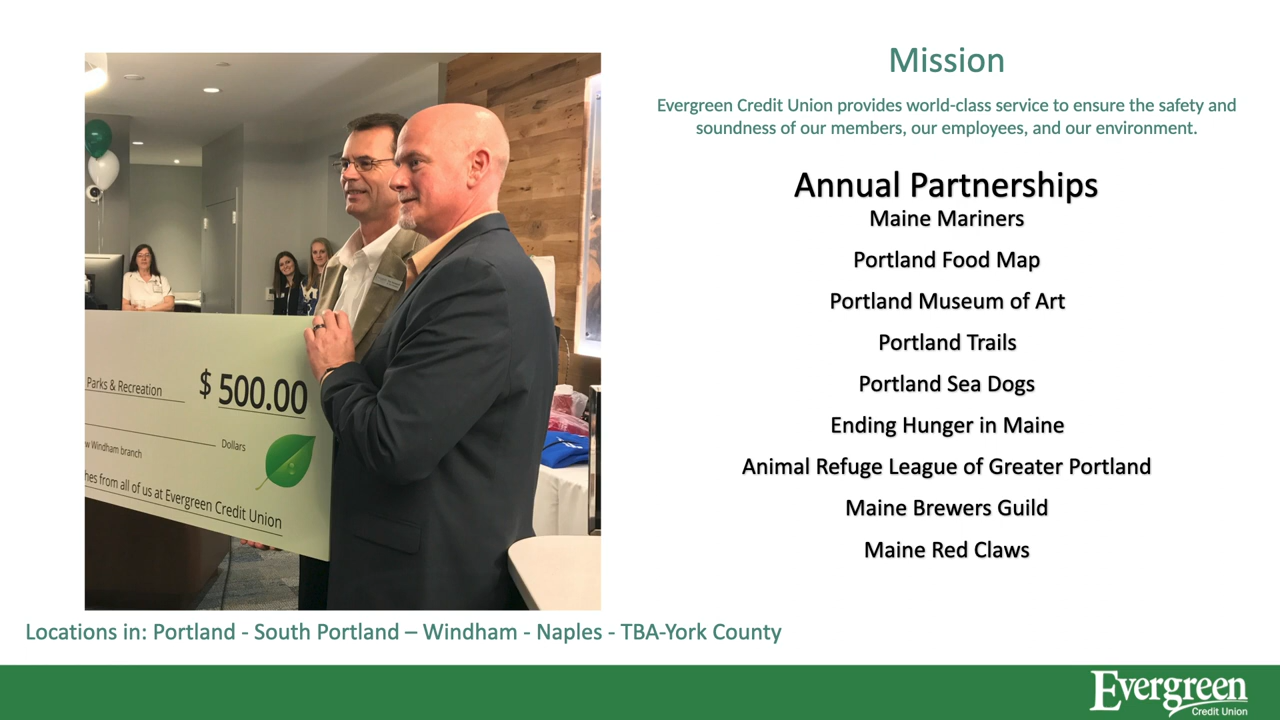 Mission
Evergreen Credit Union provides world-class service to ensure the safety and
soundness of our members, our employees, and our environment.
Annual Partnerships
Maine Mariners
Portland Food Map
Portland Museum of Art
Portland Trails
Portland Sea Dogs
Ending Hunger in Maine
Animal Refuge League of Greater Portland
Maine Brewers Guild
Maine Red Claws
Parks & Recreation
$ 500.00
Dollars
w Windham branch
hes from all of us at Evergreen Credit Union
Locations in: Portland - South Portland – Windham - Naples - TBA-York County
Evergreen
Credit Union